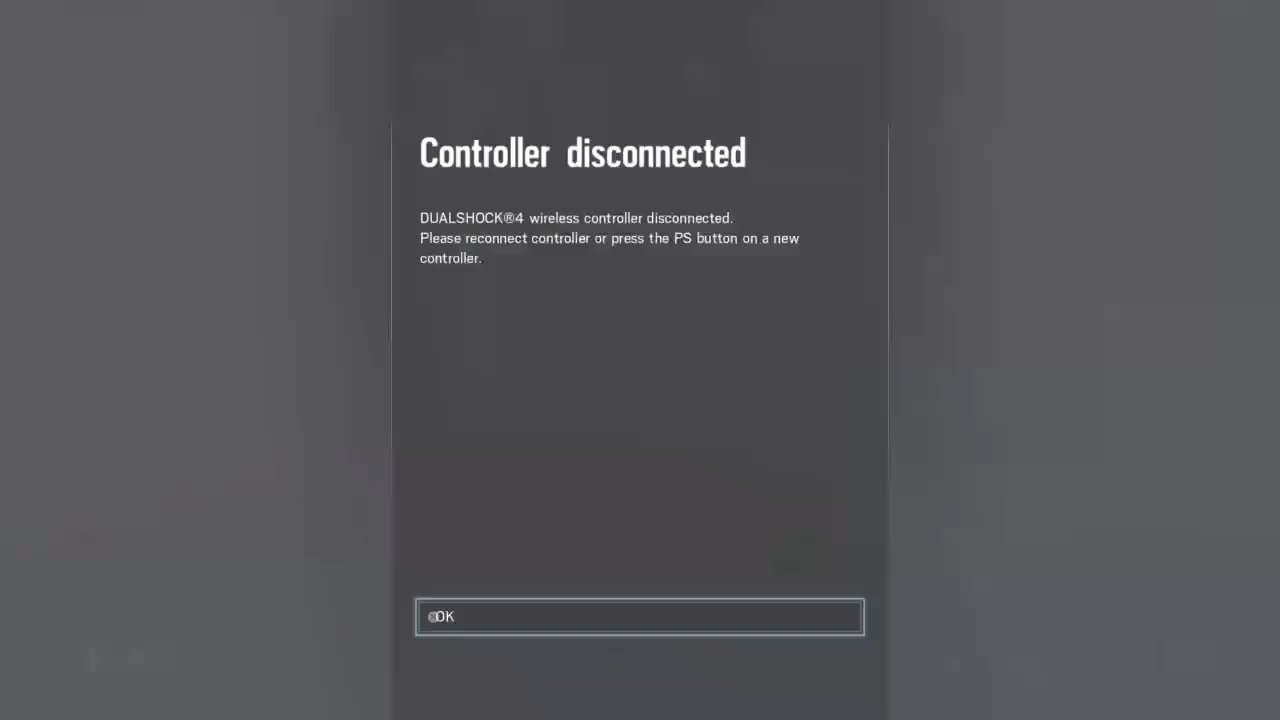 Controller disconnected
DUALSHOCK®4 wireless controller disconnected.
Please reconnect controller or press the PS button on a new
controller.
OK